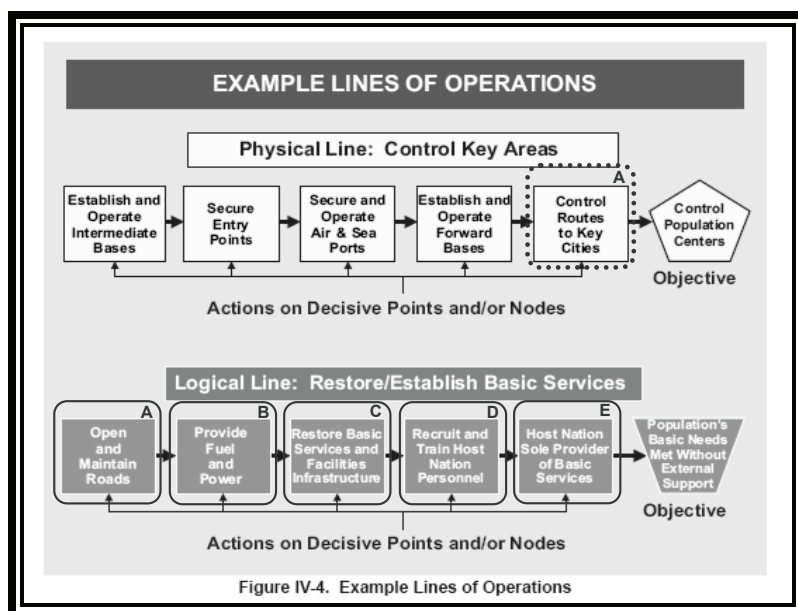 EXAMPLE LINES OF OPERATIONS
Physical Line: Control Key Areas
A
Establish and
Operate
Intermediate
Bases
Secure
Entry
Points
Secure and
Operate
Air & Sea
Ports
Establish and
Operate
Forward
Bases
Control
Routes
to Key
Cities
Control
Population
Centers
Objective
Actions on Decisive Points and/or Nodes
Logical Line: Restore/Establish Basic Services
A
Open
and
Maintain
Roads
B
Provide
Fuel
and
Power
C
Restore Basic
Services and
Facilities
Infrastructure
D
Recruit and
Train Host
Nation
Personnel
E
Host Nation
Sole Provider
of Basic
Services
Population's
Basic Needs
Met Without
External
Support
Objective
Actions on Decisive Points and/or Nodes
Figure IV-4. Example Lines of Operations